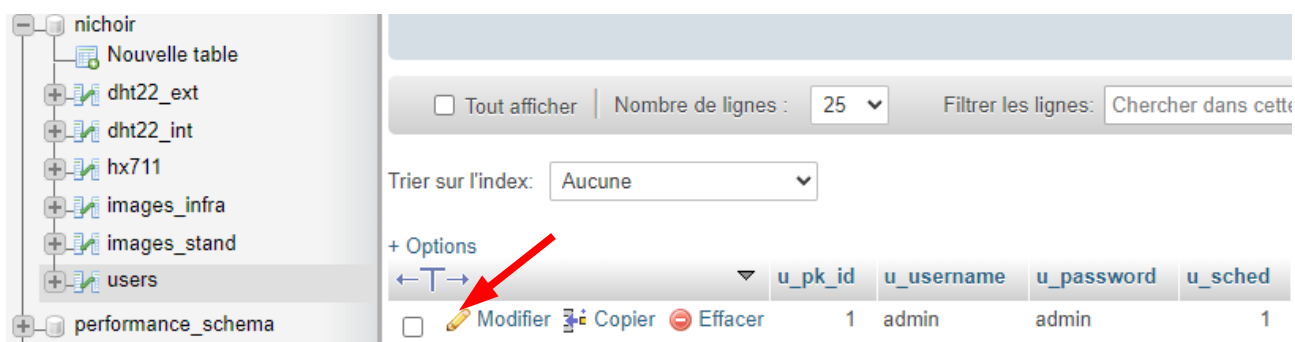 nichoir
Nouvelle table
dht22_ext
dht22_int
hx711
images_infra
images_stand
users
performance_schema
Tout afficher Nombre de lignes : 25 Filtrer les lignes: Chercher dans cette
Trier sur l'index: Aucune
+ Options
←T→ u_pk_id u_username u_password u_sched
Modifier Copier Effacer 1 admin admin 1